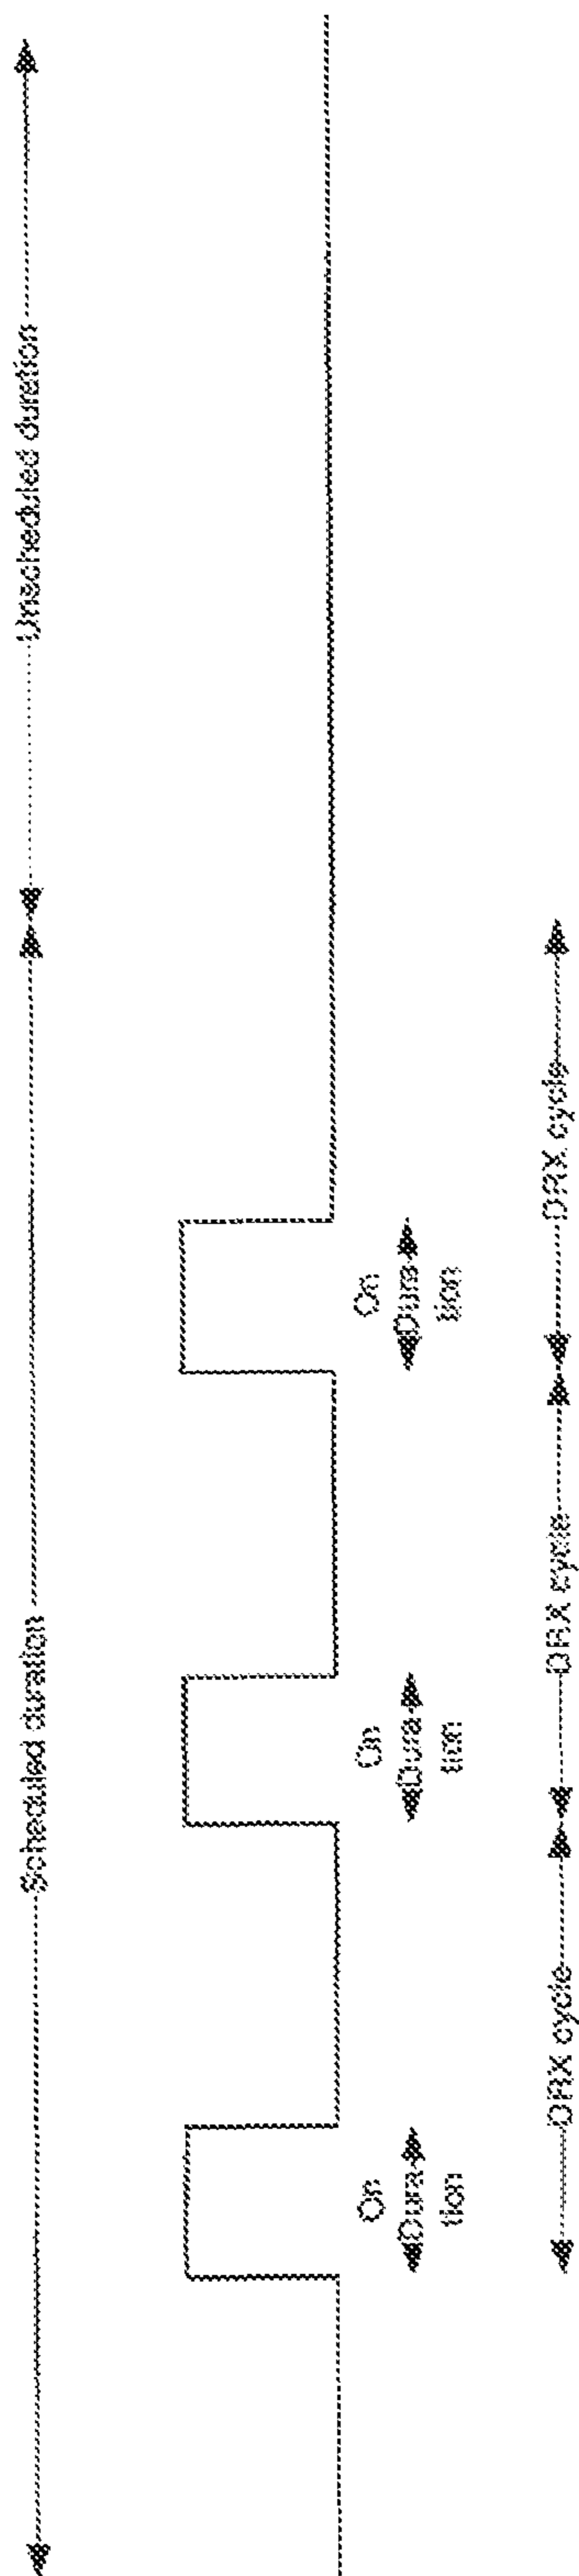 Scheduled duration
Unscheduled duration
On
Dura
tion
On
Dura
tion
On
Dura
tion
DRX cycle
DRX cycle
DRX cycle